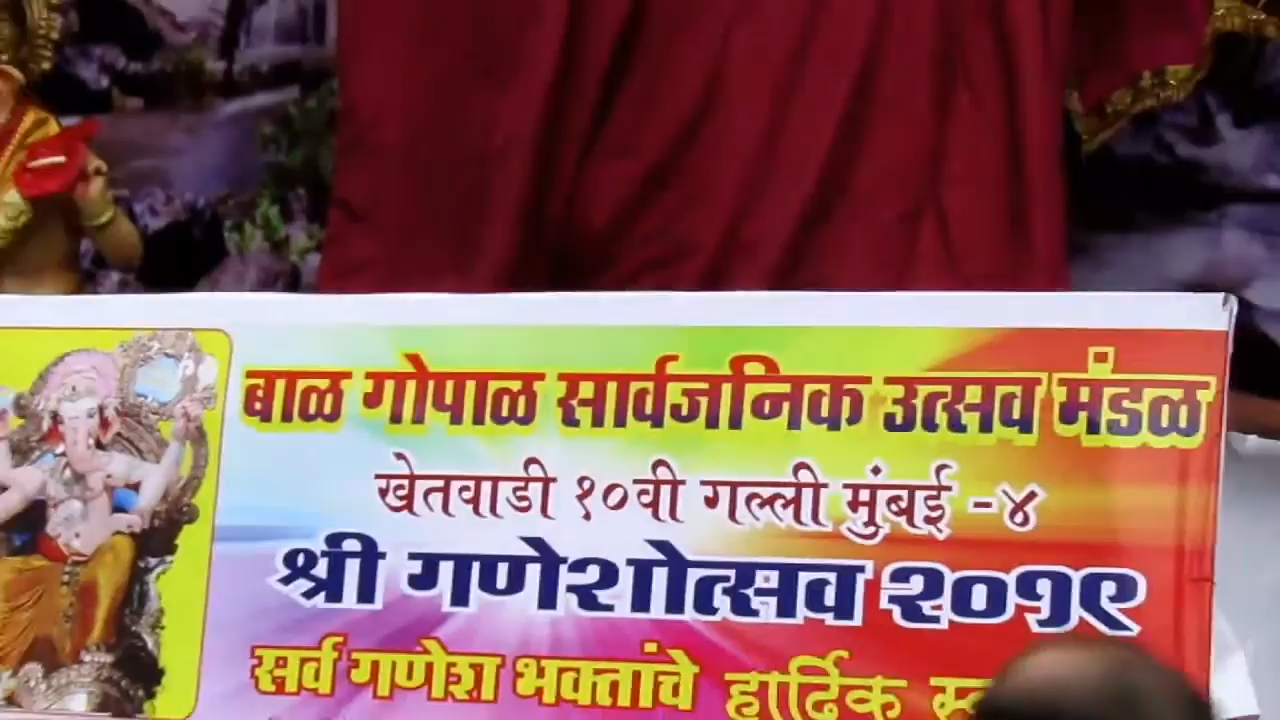 बाळ गोपाळ सार्वजनिक उत्सव मंडळ
खेतवाडी १०वी गल्ली मुंबई -४
श्री गणेशोत्सव २०१९
सर्व गणेश भक्तांचे हार्दिक